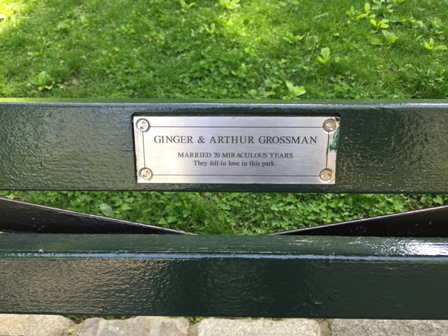 GINGER & ARTHUR GROSSMAN
MARRIED 70 MIRACULOUS YEARS
They fell in love in this park.